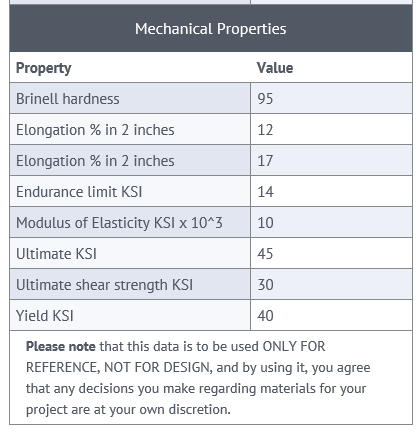 Mechanical Properties
Property Value
Brinell hardness 95
Elongation % in 2 inches 12
Elongation % in 2 inches 17
Endurance limit KSI 14
Modulus of Elasticity KSI x 10^3 10
Ultimate KSI 45
Ultimate shear strength KSI 30
Yield KSI 40
Please note that this data is to be used ONLY FOR
REFERENCE, NOT FOR DESIGN, and by using it, you agree
that any decisions you make regarding materials for your
project are at your own discretion.